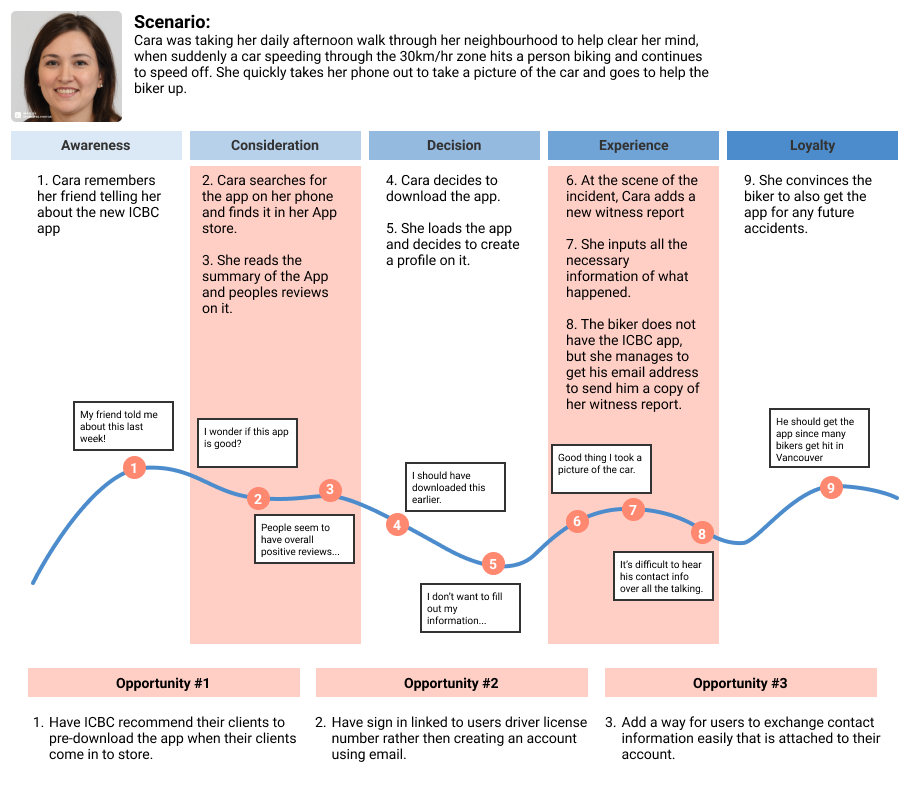 Scenario:
Cara was taking her daily afternoon walk through her neighbourhood to help clear her mind,
when suddenly a car speeding through the 30km/hr zone hits a person biking and continues
to speed off. She quickly takes her phone out to take a picture of the car and goes to help the
biker up.
Awareness
Consideration
Decision
Experience
Loyalty
1. Cara remembers
her friend telling her
about the new ICBC
app
2. Cara searches for
the app on her phone
and finds it in her App
store.
3. She reads the
summary of the App
and peoples reviews
on it.
4. Cara decides to
download the app.
5. She loads the app
and decides to create
a profile on it.
6. At the scene of the
incident, Cara adds a
new witness report
7. She inputs all the
necessary
information of what
happened.
8. The biker does not
have the ICBC app,
but she manages to
get his email address
to send him a copy of
her witness report.
9. She convinces the
biker to also get the
app for any future
accidents.
My friend told me
about this last
week!
1
I wonder if this app
is good?
2
3
People seem to
have overall
positive reviews...
I should have
downloaded this
earlier.
4
5
I don't want to fill
out my
information...
Good thing I took a
picture of the car.
6
7
8
It's difficult to hear
his contact info
over all the talking.
He should get the
app since many
bikers get hit in
Vancouver
9
Opportunity #1
1. Have ICBC recommend their clients to
pre-download the app when their clients
come in to store.
Opportunity #2
2. Have sign in linked to users driver license
number rather then creating an account
using email.
Opportunity #3
3. Add a way for users to exchange contact
information easily that is attached to their
account.